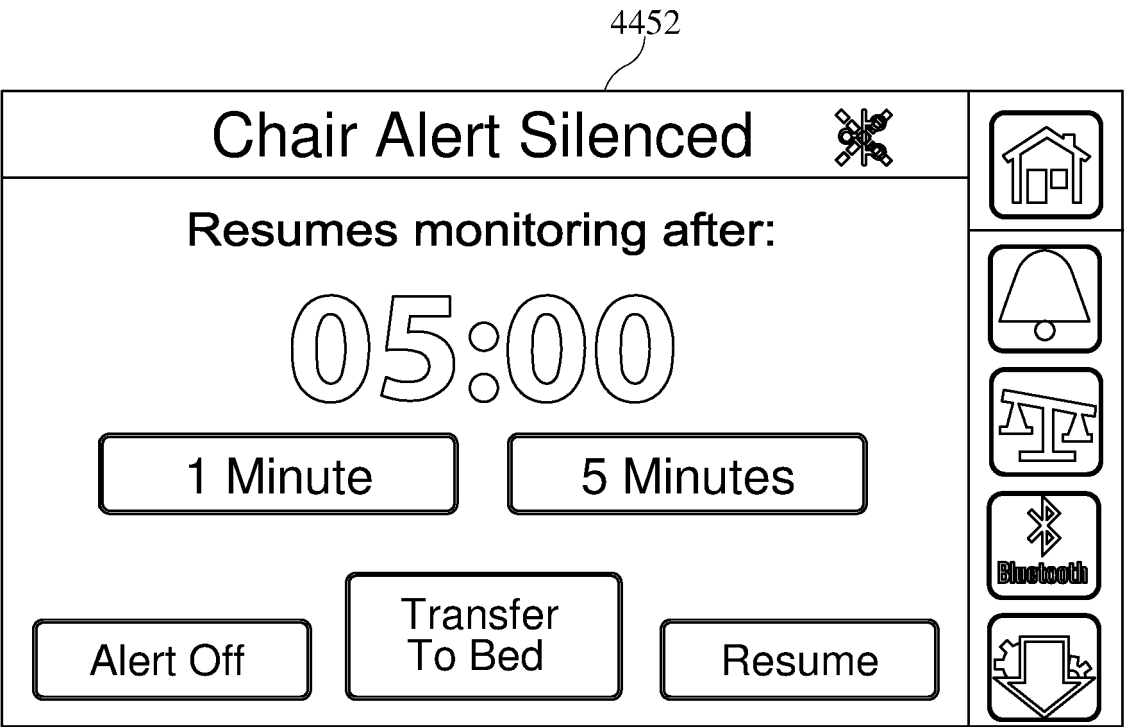 4452
Chair Alert Silenced
Resumes monitoring after:
05:00
1 Minute
5 Minutes
Bluetooth
Alert Off
Transfer
To Bed
Resume